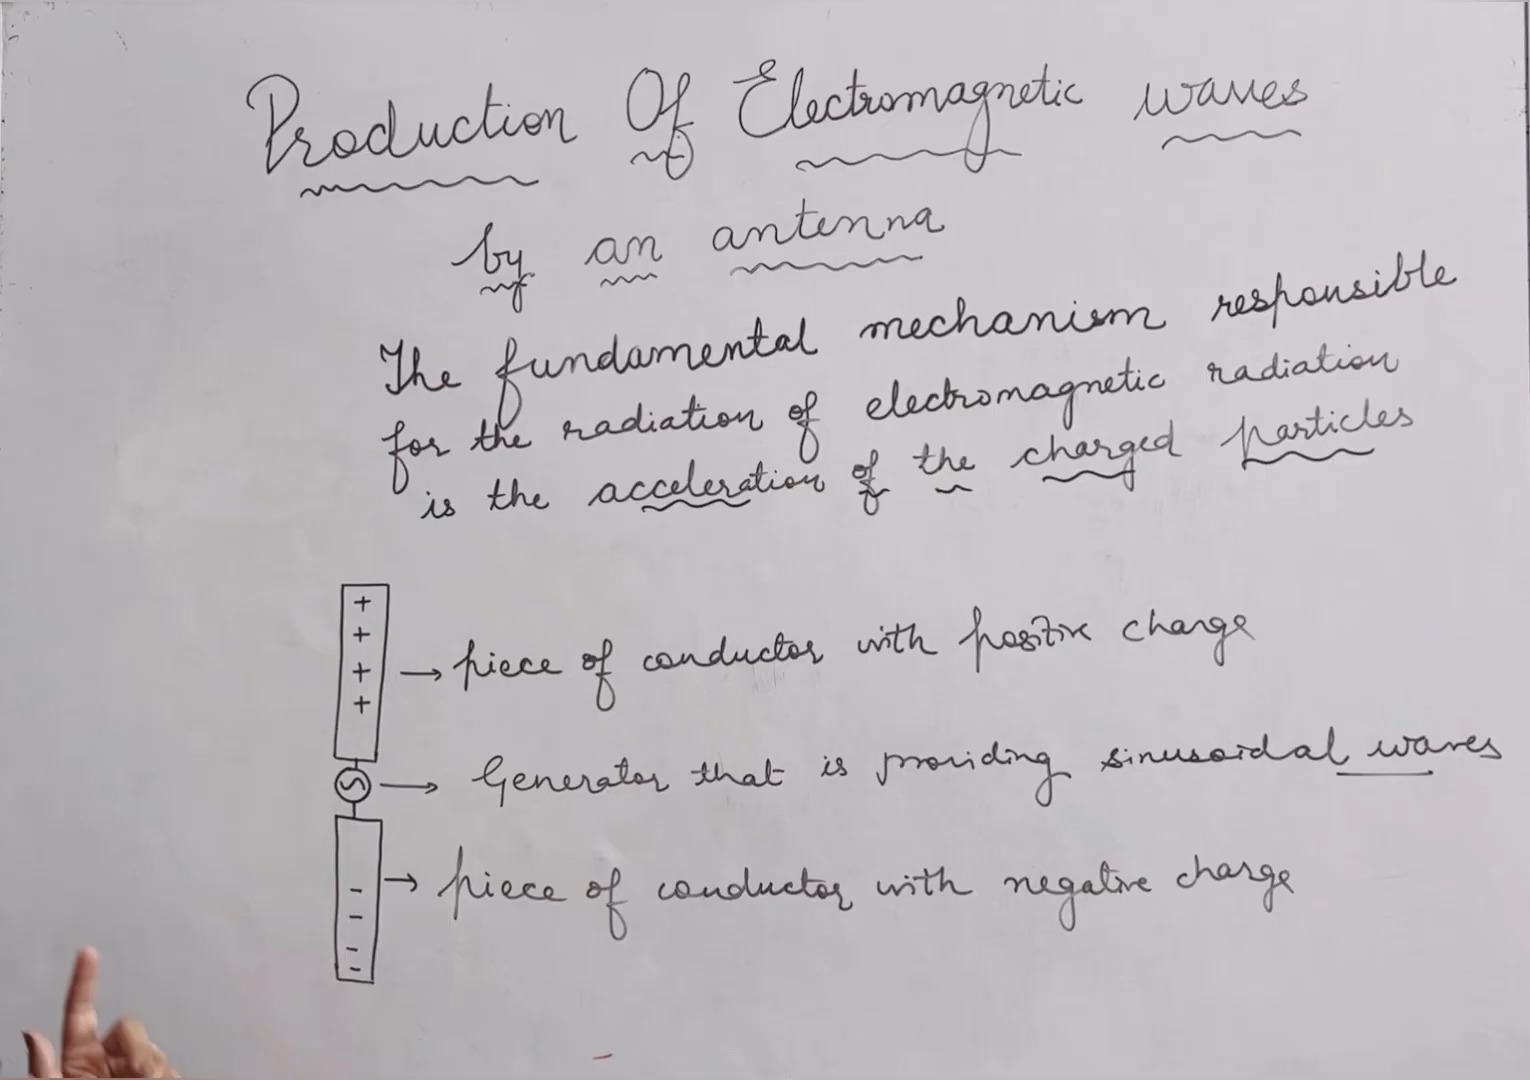 Production Of Electromagnetic waves
by an antenna
The fundamental mechanism responsible
for the radiation of electromagnetic radiation
is the acceleration of the charged particles
+
+
+
+
→ piece of conductor with positive charge
→ Generator that is providing sinusoidal waves
→ piece of conductor with negative charge
-
-
-
-